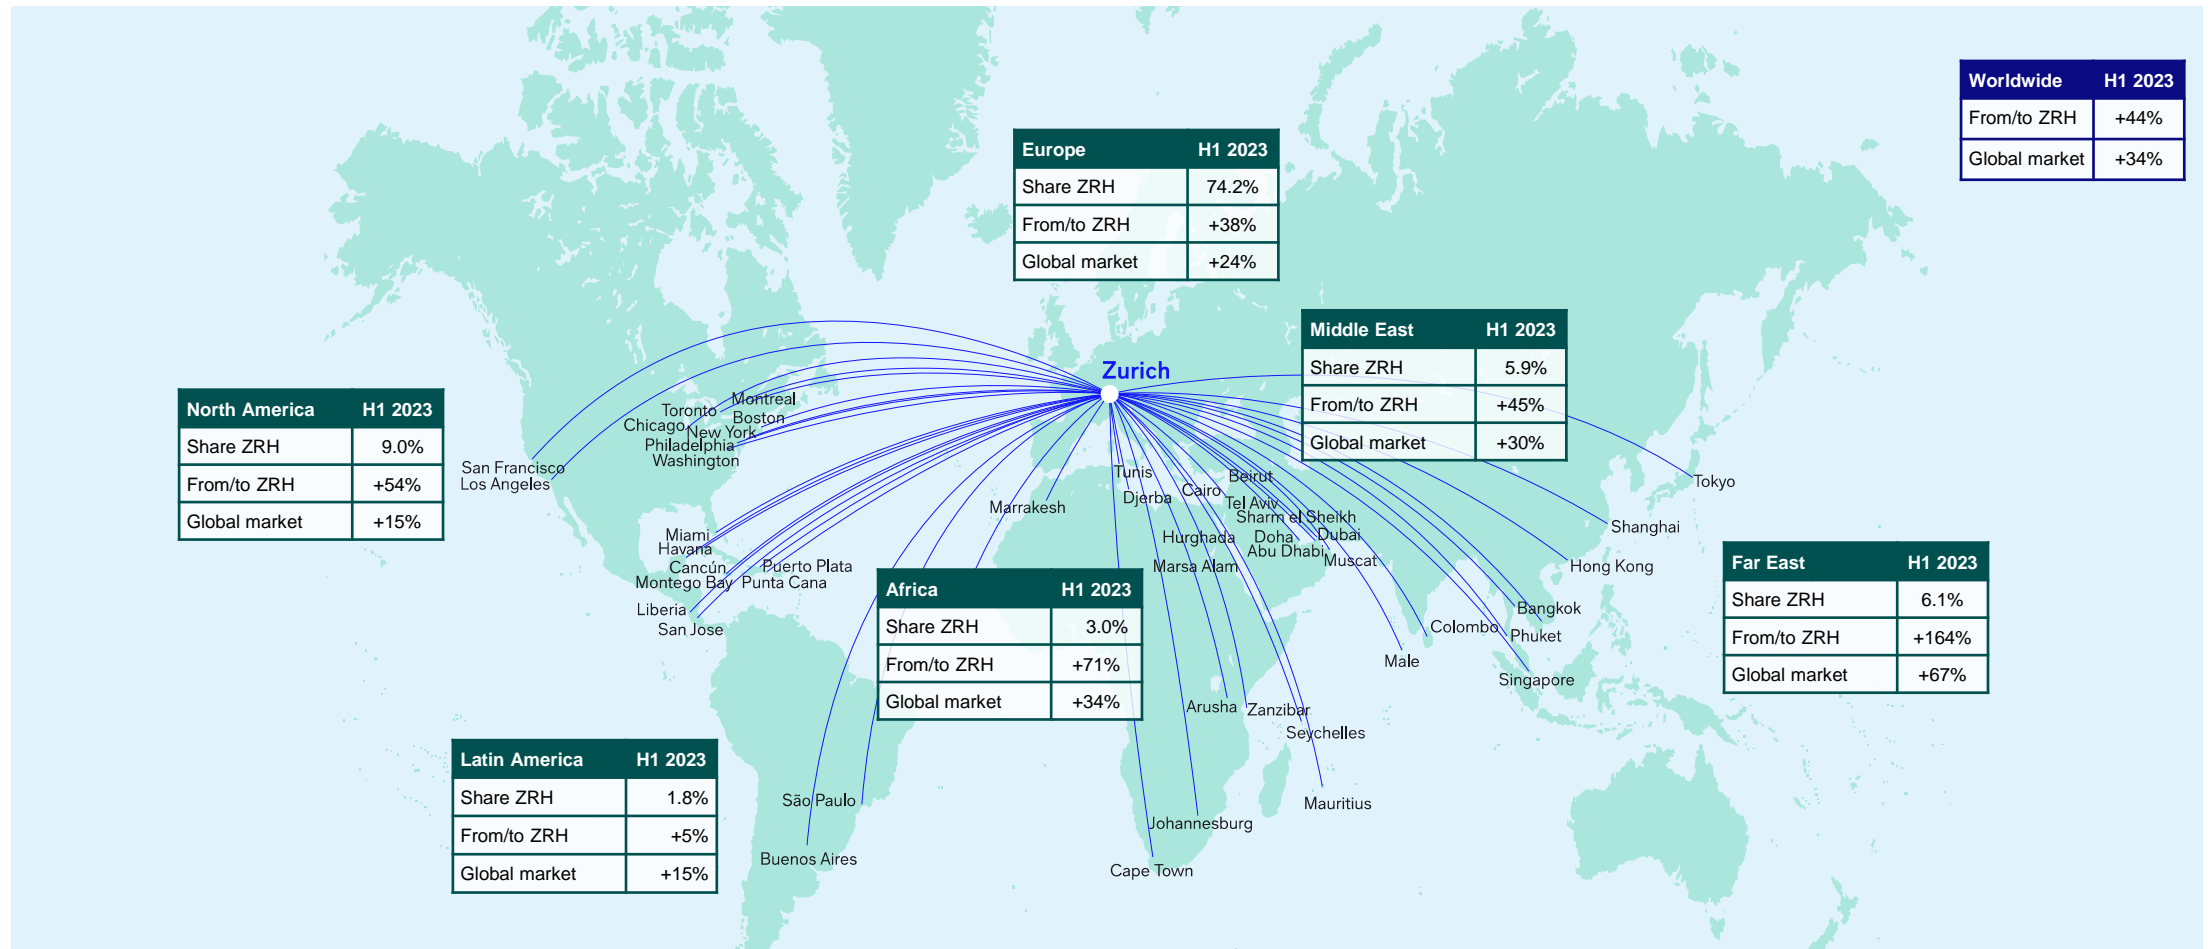 Worldwide H1 2023
From/to ZRH +44%
Global market +34%
Europe H1 2023
Share ZRH 74.2%
From/to ZRH +38%
Global market +24%
Middle East H1 2023
Share ZRH 5.9%
From/to ZRH +45%
Global market +30%
Zurich
North America H1 2023
Share ZRH 9.0%
From/to ZRH +54%
Global market +15%
Montreal
Toronto
Boston
Chicago
New York
Philadelphia
Washington
San Francisco
Los Angeles
Miami
Havana
Cancún
Puerto Plata
Montego Bay
Punta Cana
Liberia
San Jose
Marrakesh
Tunis
Djerba
Cairo
Beirut
Tel Aviv
Sharm el Sheikh
Hurghada
Doha
Dubai
Abu Dhabi
Marsa Alam
Muscat
Tokyo
Shanghai
Hong Kong
Bangkok
Colombo
Phuket
Male
Singapore
Far East H1 2023
Share ZRH 6.1%
From/to ZRH +164%
Global market +67%
Africa H1 2023
Share ZRH 3.0%
From/to ZRH +71%
Global market +34%
Arusha
Zanzibar
Seychelles
Mauritius
Johannesburg
Cape Town
Latin America H1 2023
Share ZRH 1.8%
From/to ZRH +5%
Global market +15%
São Paulo
Buenos Aires